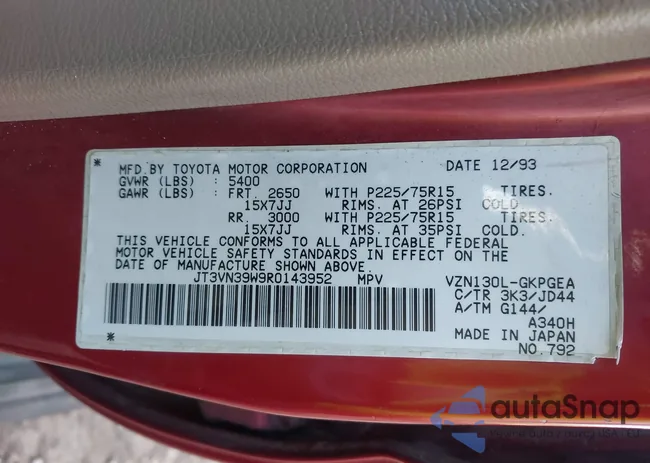 * MFD.BY TOYOTA MOTOR CORPORATION DATE 12/93 *
GVWR (LBS) : 5400
GAWR (LBS) : FRT. 2650 WITH P225/75R15 TIRES.
15X7JJ RIMS. AT 26PSI COLD.
RR. 3000 WITH P225/75R15 TIRES.
15X7JJ RIMS. AT 35PSI COLD.
THIS VEHICLE CONFORMS TO ALL APPLICABLE FEDERAL
MOTOR VEHICLE SAFETY STANDARDS IN EFFECT ON THE
DATE OF MANUFACTURE SHOWN ABOVE.
JT3VN39W9R0143952 MPV VZN130L-GKPGEA
C/TR 3K3/JD44
A/TM G144/
A340H
MADE IN JAPAN
* NO.792
autoSnap